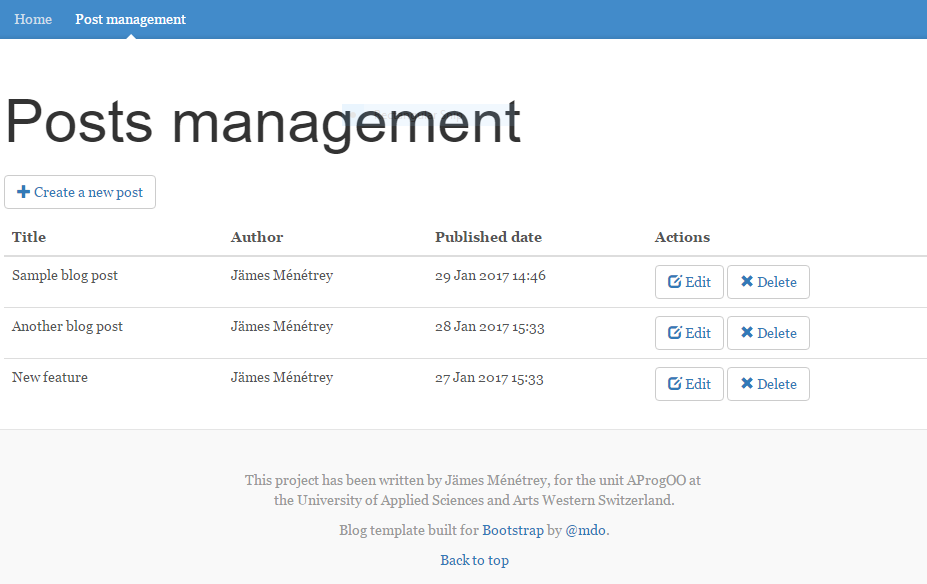 Home Post management
Posts management
Create a new post
Title Author Published date Actions
Sample blog post Jämes Ménétrey 29 Jan 2017 14:46 Edit Delete
Another blog post Jämes Ménétrey 28 Jan 2017 15:33 Edit Delete
New feature Jämes Ménétrey 27 Jan 2017 15:33 Edit Delete
This project has been written by Jämes Ménétrey, for the unit AProgOO at
the University of Applied Sciences and Arts Western Switzerland.
Blog template built for Bootstrap by @mdo.
Back to top